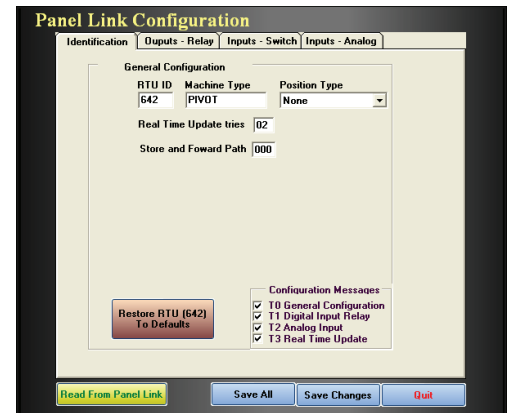 Panel Link Configuration
Identification Ouputs - Relay Inputs - Switch Inputs - Analog
General Configuration
RTU ID Machine Type Position Type
642 PIVOT None
Real Time Update tries 02
Store and Foward Path 000
Configuration Messages
T0 General Configuration
T1 Digital Input Relay
T2 Analog Input
T3 Real Time Update
Restore RTU (642)
To Defaults
Read From Panel Link Save All Save Changes Quit